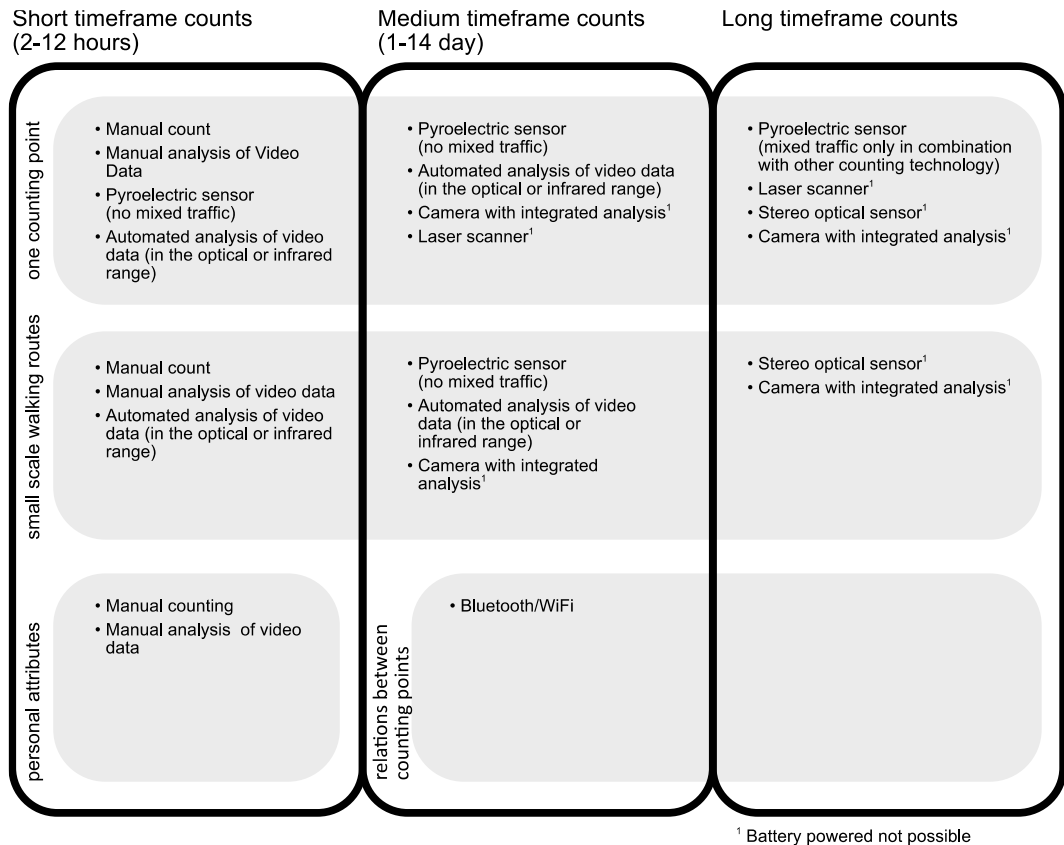 Short timeframe counts
(2-12 hours)
Medium timeframe counts
(1-14 day)
Long timeframe counts
one counting point
• Manual count
• Manual analysis of Video
Data
• Pyroelectric sensor
(no mixed traffic)
• Automated analysis of video
data (in the optical or infrared
range)
• Pyroelectric sensor
(no mixed traffic)
• Automated analysis of video data
(in the optical or infrared range)
• Camera with integrated analysis¹
• Laser scanner¹
• Pyroelectric sensor
(mixed traffic only in combination
with other counting technology)
• Laser scanner¹
• Stereo optical sensor¹
• Camera with integrated analysis¹
small scale walking routes
• Manual count
• Manual analysis of video data
• Automated analysis of video
data (in the optical or infrared
range)
• Pyroelectric sensor
(no mixed traffic)
• Automated analysis of video
data (in the optical or
infrared range)
• Camera with integrated
analysis¹
• Stereo optical sensor¹
• Camera with integrated analysis¹
personal attributes
• Manual counting
• Manual analysis of video
data
relations between
counting points
• Bluetooth/WiFi
¹ Battery powered not possible